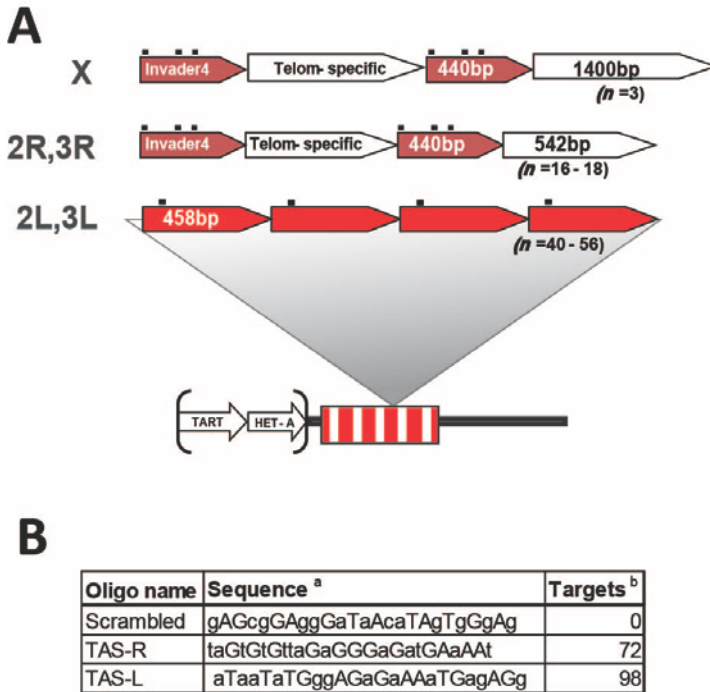 A
X
Invader4 Telom- specific 440bp 1400bp
(n =3)
2R,3R
Invader4 Telom- specific 440bp 542bp
(n =16 - 18)
2L,3L
458bp
(n =40 - 56)
TART HET- A
B
Oligo name Sequence a Targets b
Scrambled gAGcgGAggGaTaAcaTAgTgGgAg 0
TAS-R taGtGtGttaGaGGGaGatGAaAAt 72
TAS-L aTaaTaTGggAGaGaAAaTGagAGg 98